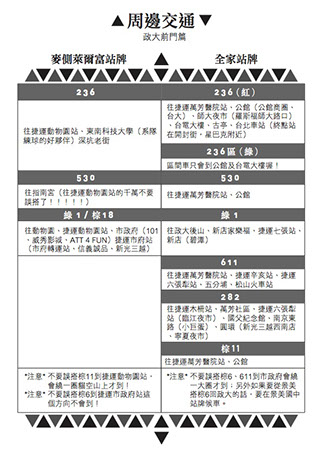 ▲周邊交通▼
政大前門篇
麥側萊爾富站牌
全家站牌
236
往捷運動物園站、東南科技大學（系隊
練球的好夥伴）深坑老街
236（紅）
往捷運萬芳醫院站、公館（公館商圈、
台大）、師大夜市（羅斯福師大路口）
、台電大樓、古亭、台北車站（終點站
在開封街，星巴克附近）
236區（綠）
區間車只會到公館及台電大樓喔！
530
往指南宮（往捷運動物園站的千萬不要
誤搭了！！！！！）
530
往捷運萬芳醫院站、公館
綠1/棕18
往動物園、捷運動物園站、市政府（101
、威秀影城、ATT 4 FUN）捷運市府站
（市府轉運站、信義誠品、新光三越）
綠1
往政大後山、新店家樂福、捷運七張站、
新店（碧潭）
611
往捷運萬芳醫院站、捷運辛亥站、捷運
六張犁站、五分埔、松山火車站
282
往捷運木柵站、萬芳社區、捷運六張犁
站（臨江夜市）、國父紀念館、南京東
路（小巨蛋）、圓環（新光三越西南店
、寧夏夜市）
棕11
往捷運萬芳醫院站、公館
*注意* 不要誤搭棕11到捷運動物園站，
會繞一圈貓空山上才到！
*注意* 不要誤搭棕6到捷運市政府站這
個方向不會到！
*注意* 不要誤搭棕6、611到市政府會繞
一大圈才到；另外如果要從景美
搭棕6回政大的話，要在景美國中
站牌候車。